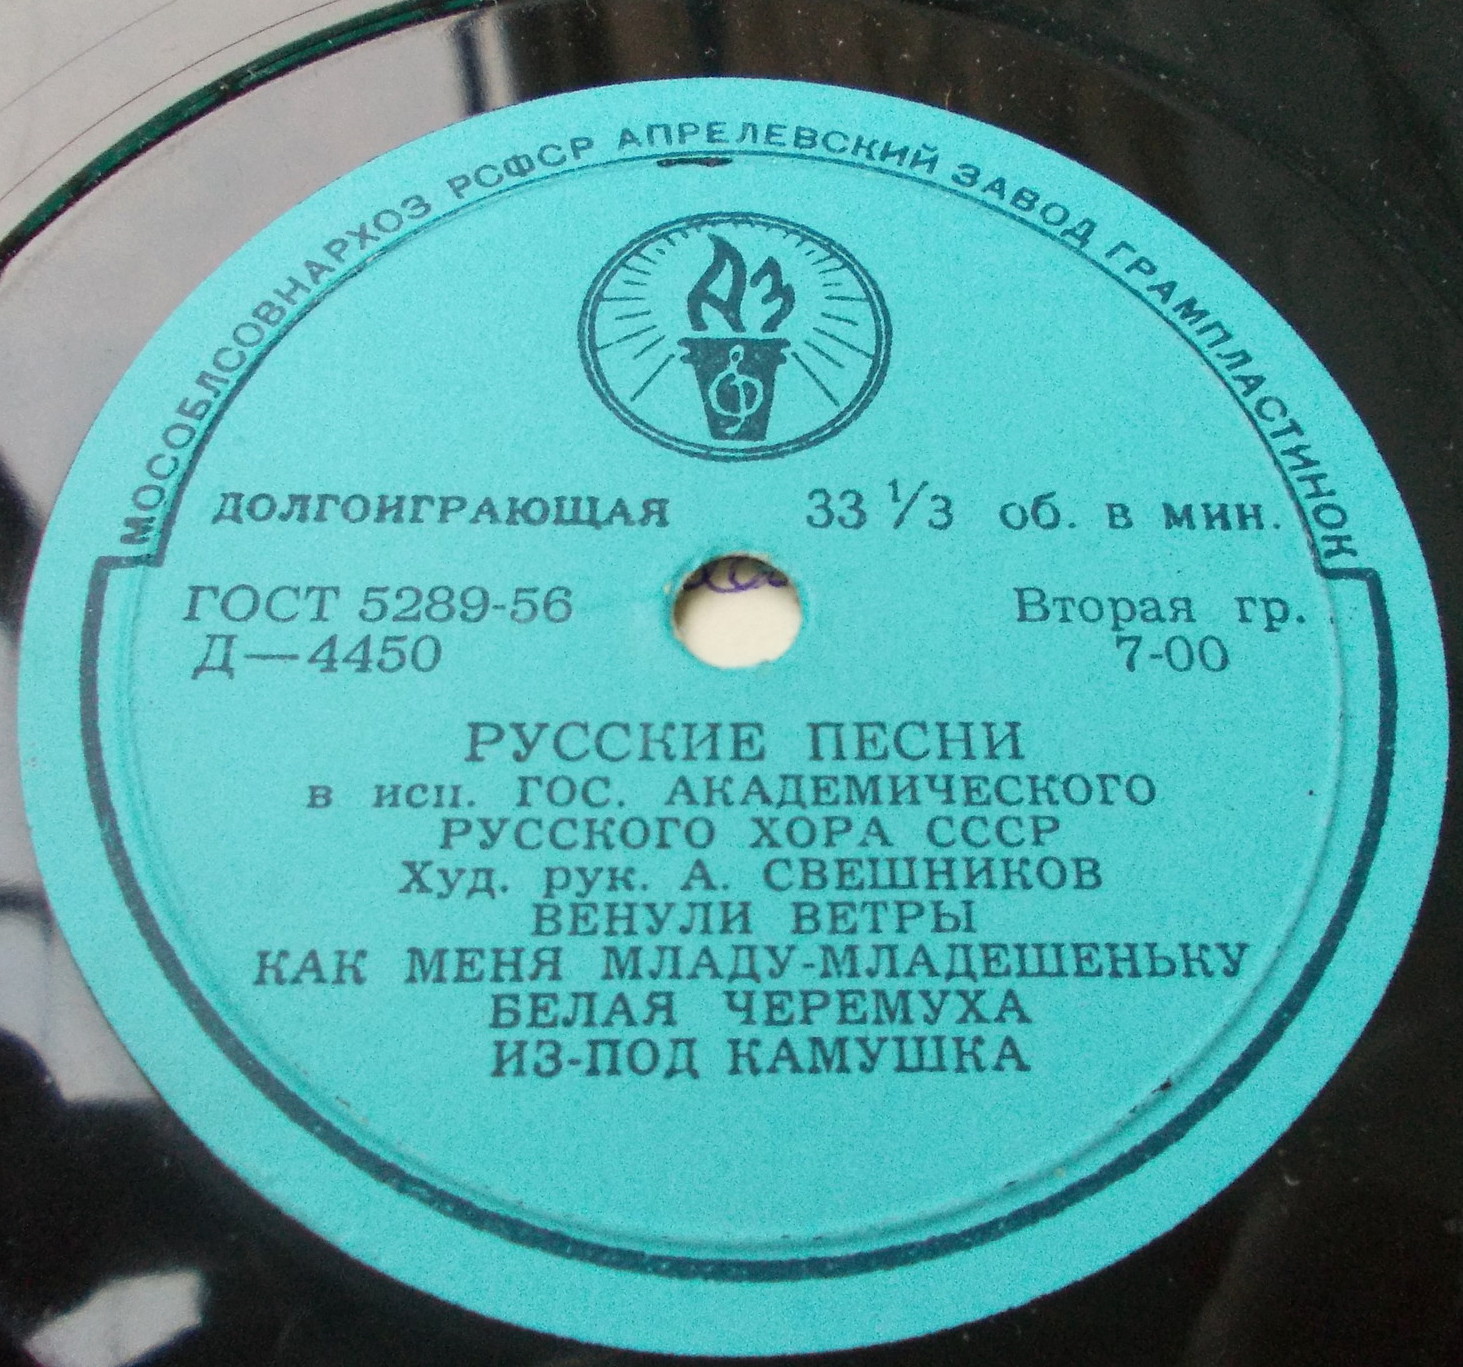 МОСОБЛСОВНАРХОЗ РСФСР АПРЕЛЕВСКИЙ ЗАВОД ГРАМПЛАСТИНОК
АЗ
ДОЛГОИГРАЮЩАЯ 33 1/3 об. в мин.
ГОСТ 5289-56 Вторая гр.
Д—4450 7-00
РУССКИЕ ПЕСНИ
в исп. ГОС. АКАДЕМИЧЕСКОГО
РУССКОГО ХОРА СССР
Худ. рук. А. СВЕШНИКОВ
ВЕНУЛИ ВЕТРЫ
КАК МЕНЯ МЛАДУ-МЛАДЕШЕНЬКУ
БЕЛАЯ ЧЕРЕМУХА
ИЗ-ПОД КАМУШКА